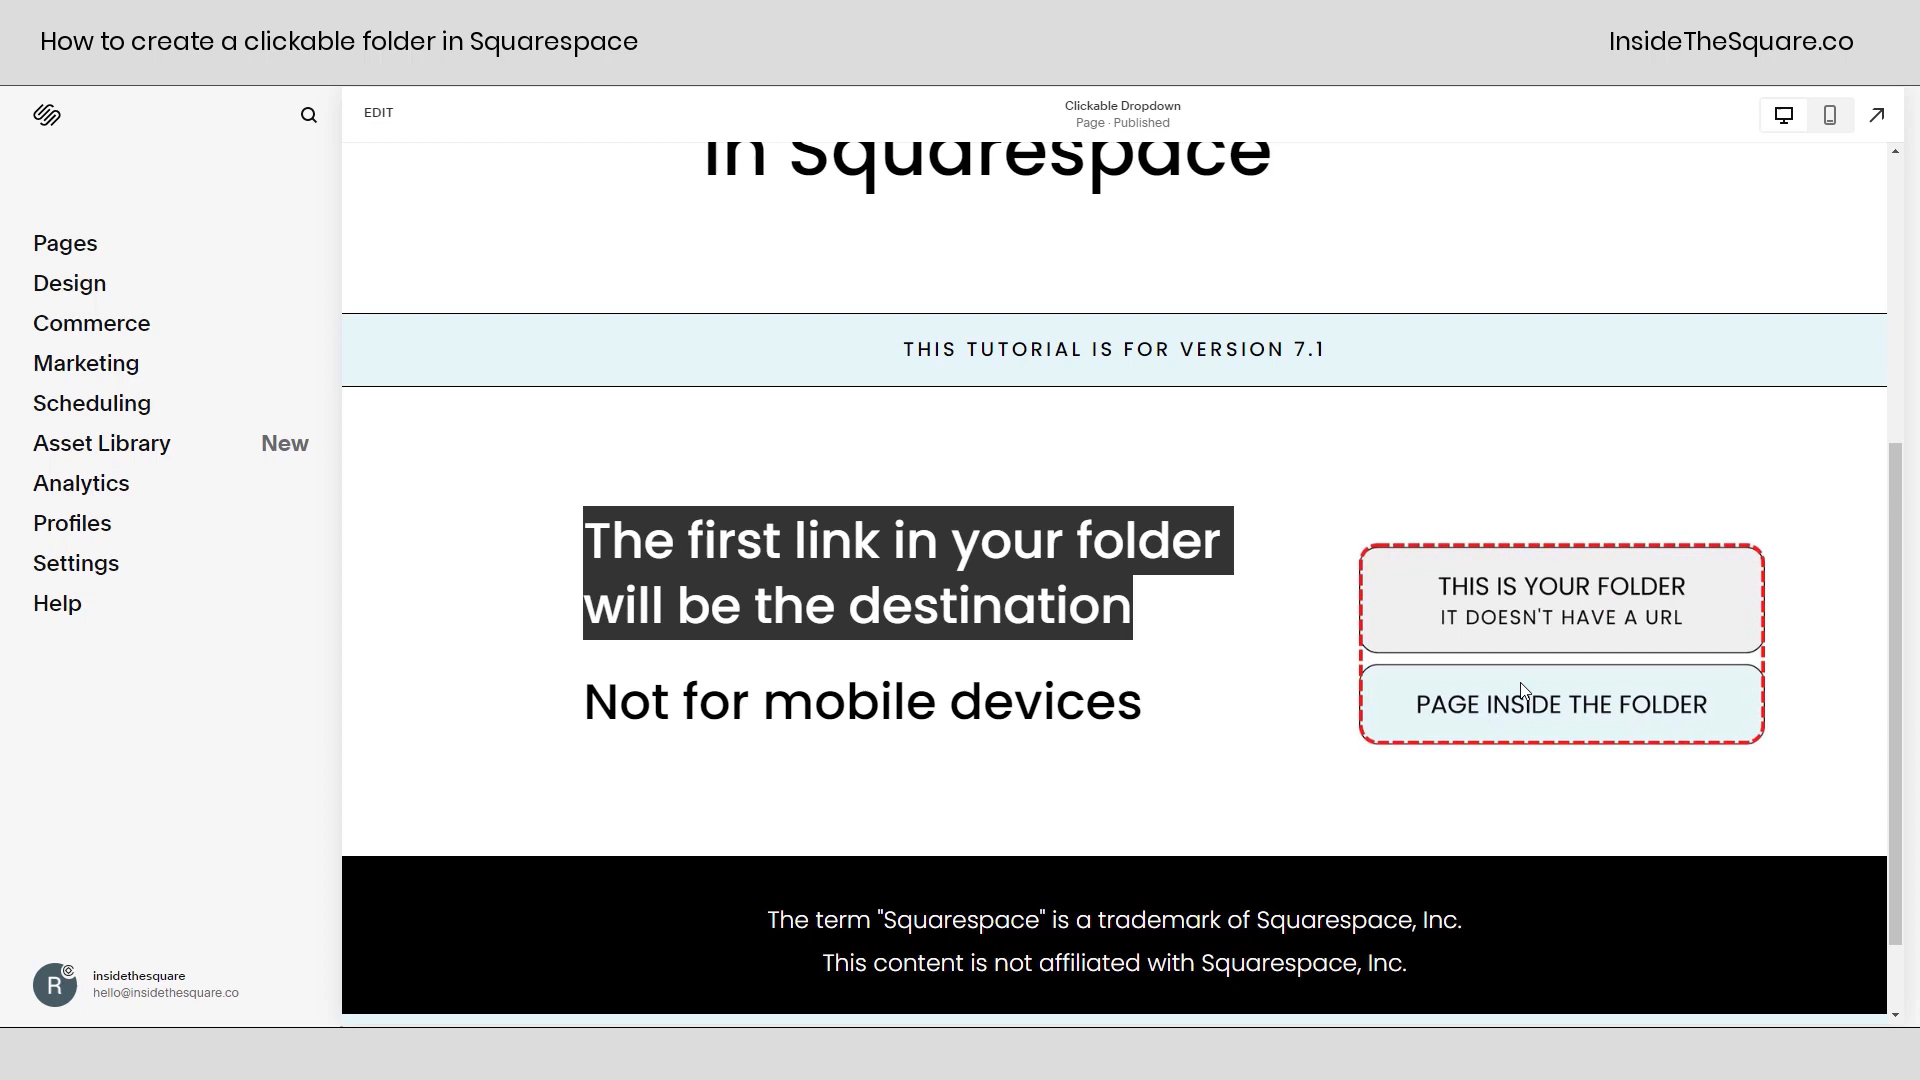 How to create a clickable folder in Squarespace
InsideTheSquare.co
EDIT
Clickable Dropdown
Page · Published
Pages
Design
Commerce
Marketing
Scheduling
Asset Library New
Analytics
Profiles
Settings
Help
in Squarespace
THIS TUTORIAL IS FOR VERSION 7.1
The first link in your folder
will be the destination
Not for mobile devices
THIS IS YOUR FOLDER
IT DOESN'T HAVE A URL
PAGE INSIDE THE FOLDER
The term "Squarespace" is a trademark of Squarespace, Inc.
This content is not affiliated with Squarespace, Inc.
R
insidethesquare
hello@insidethesquare.co